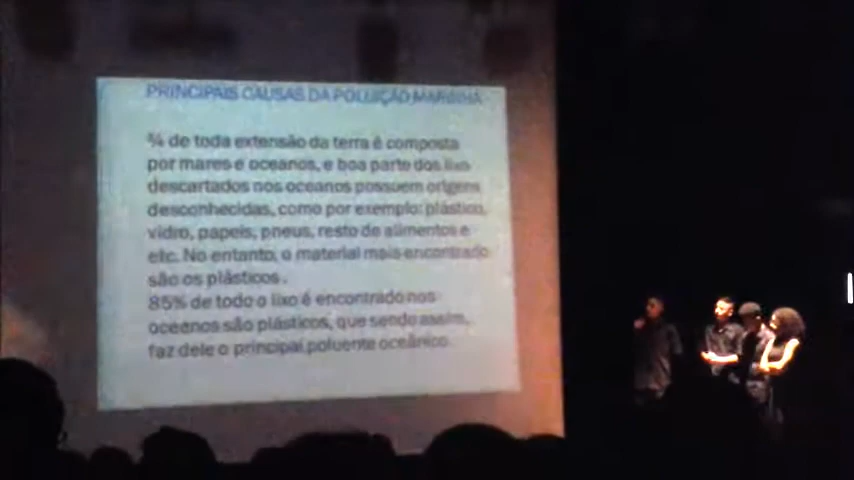 PRINCIPAIS CAUSAS DA POLUIÇÃO MARINHA
¾ de toda extensão da terra é composta
por mares e oceanos, e boa parte dos lixo
descartados nos oceanos possuem origens
desconhecidas, como por exemplo: plástico,
vidro, papeis, pneus, resto de alimentos e
etc. No entanto, o material mais encontrado
são os plásticos.
85% de todo o lixo é encontrado nos
oceanos são plásticos, que sendo assim,
faz dele o principal poluente oceânico.